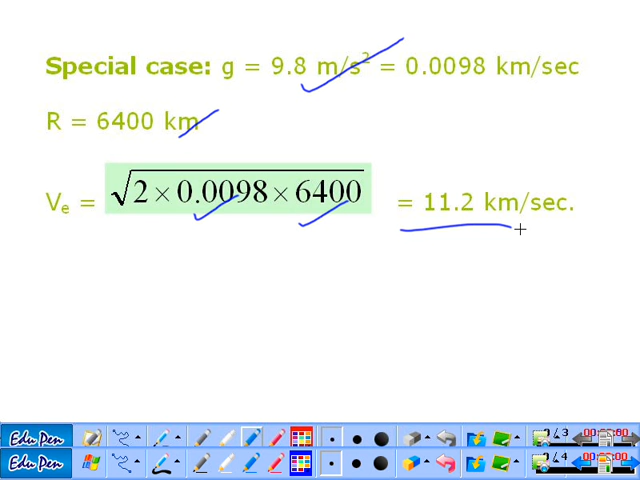 Special case: g = 9.8 m/s² = 0.0098 km/sec
R = 6400 km
Vₑ = √2 × 0.0098 × 6400 = 11.2 km/sec.
Edu Pen
Edu Pen